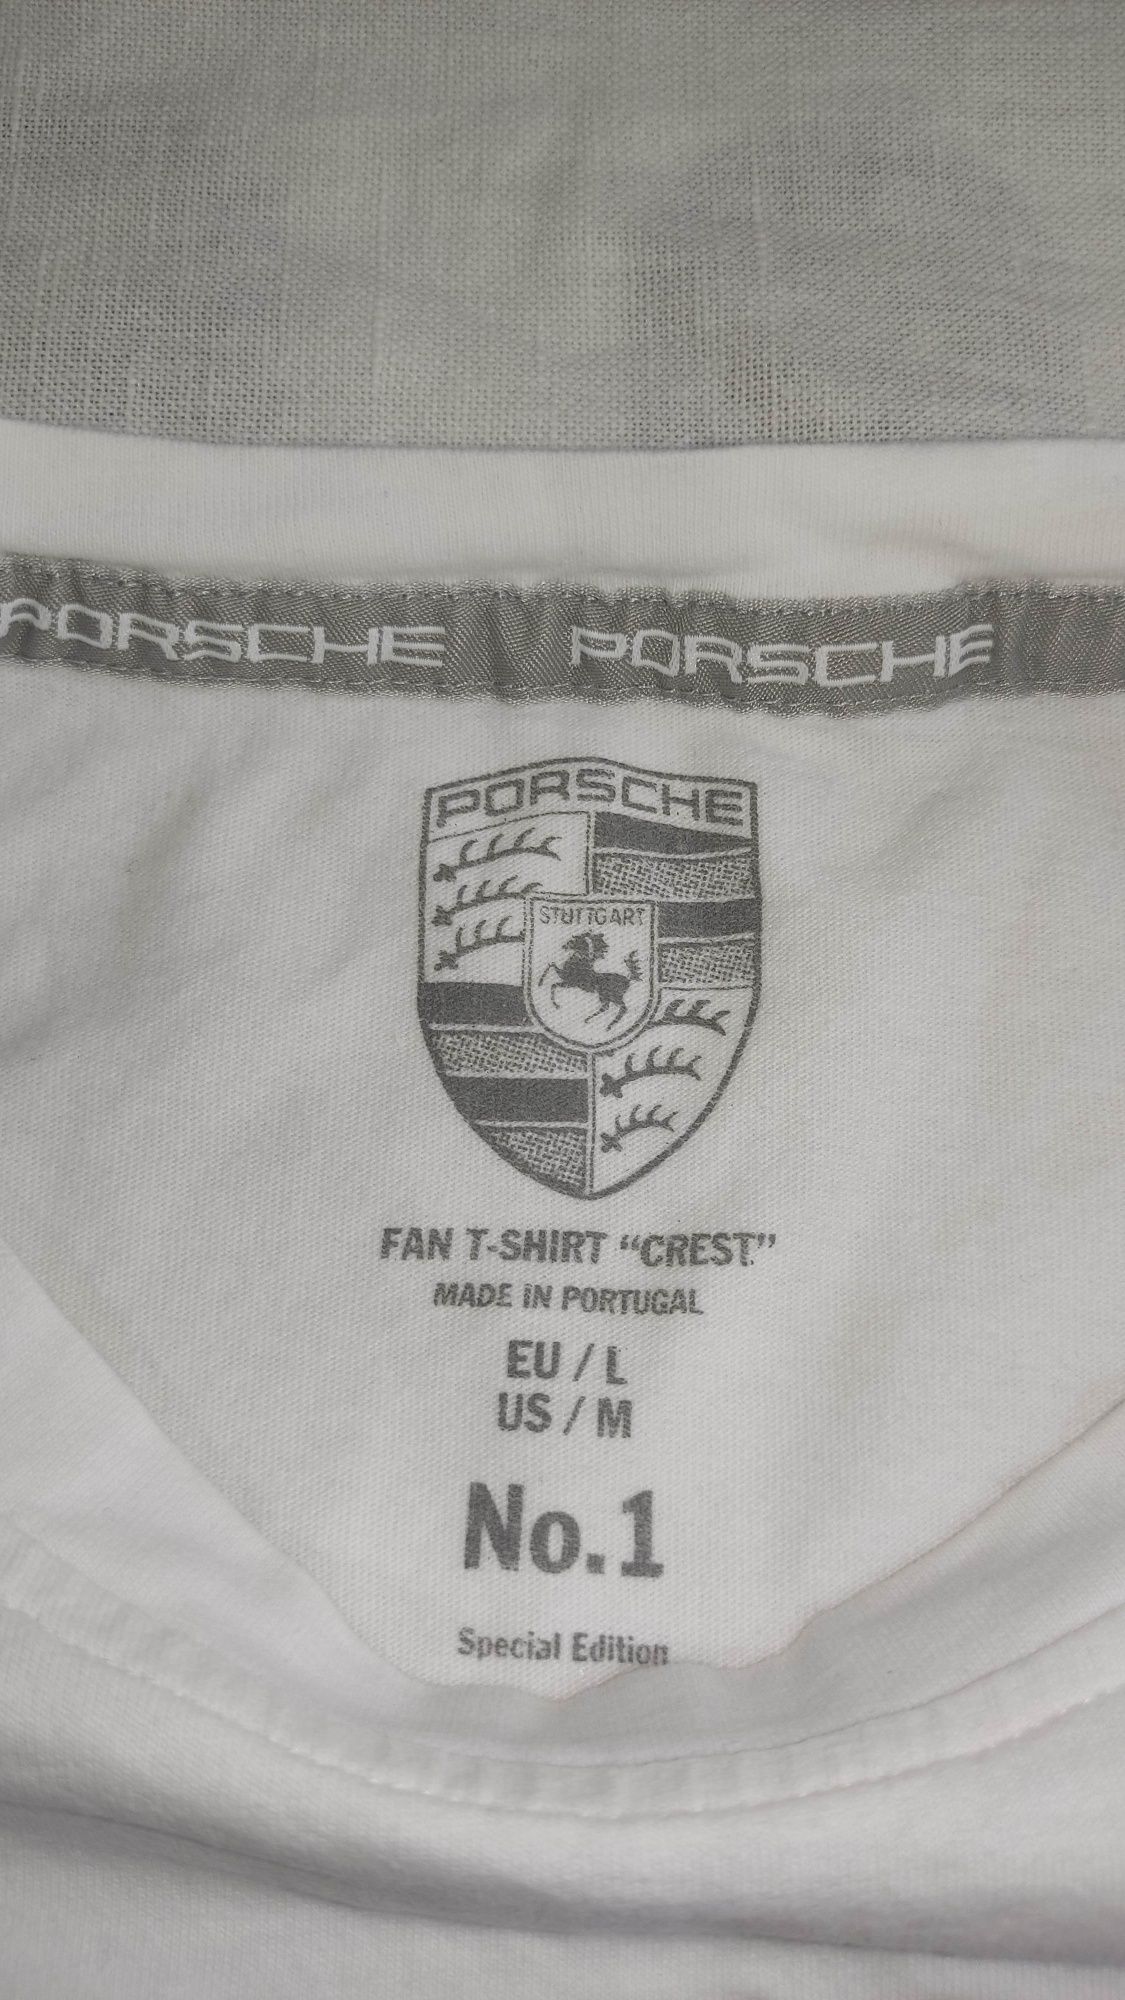 PORSCHE PORSCHE
PORSCHE
STUTTGART
FAN T-SHIRT “CREST”
MADE IN PORTUGAL
EU / L
US / M
No.1
Special Edition